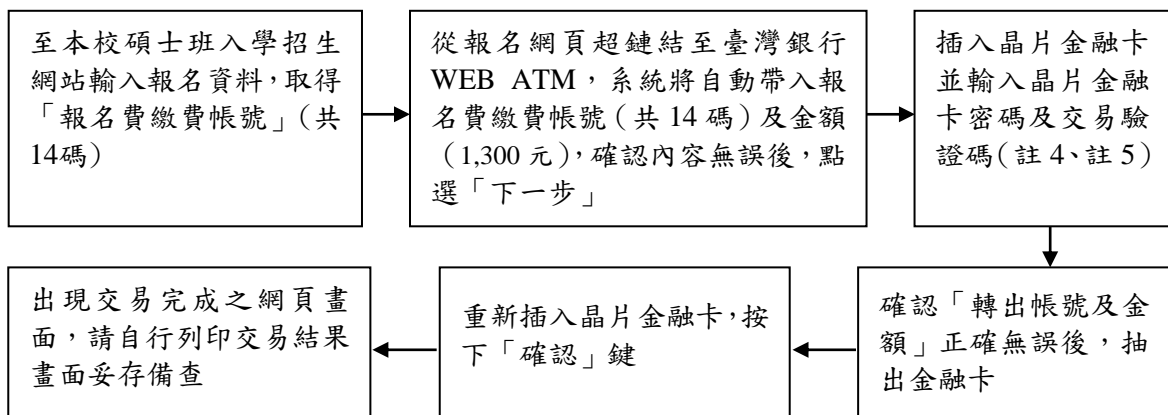 至本校碩士班入學招生
網站輸入報名資料,取得
「報名費繳費帳號」(共
14碼)
從報名網頁超鏈結至臺灣銀行
WEB ATM,系統將自動帶入報
名費繳費帳號(共 14 碼)及金額
(1,300 元),確認內容無誤後,點
選「下一步」
插入晶片金融卡
並輸入晶片金融
卡密碼及交易驗
證碼(註 4、註 5)
確認「轉出帳號及金
額」正確無誤後,抽
出金融卡
重新插入晶片金融卡,按
下「確認」鍵
出現交易完成之網頁畫
面,請自行列印交易結果
畫面妥存備查